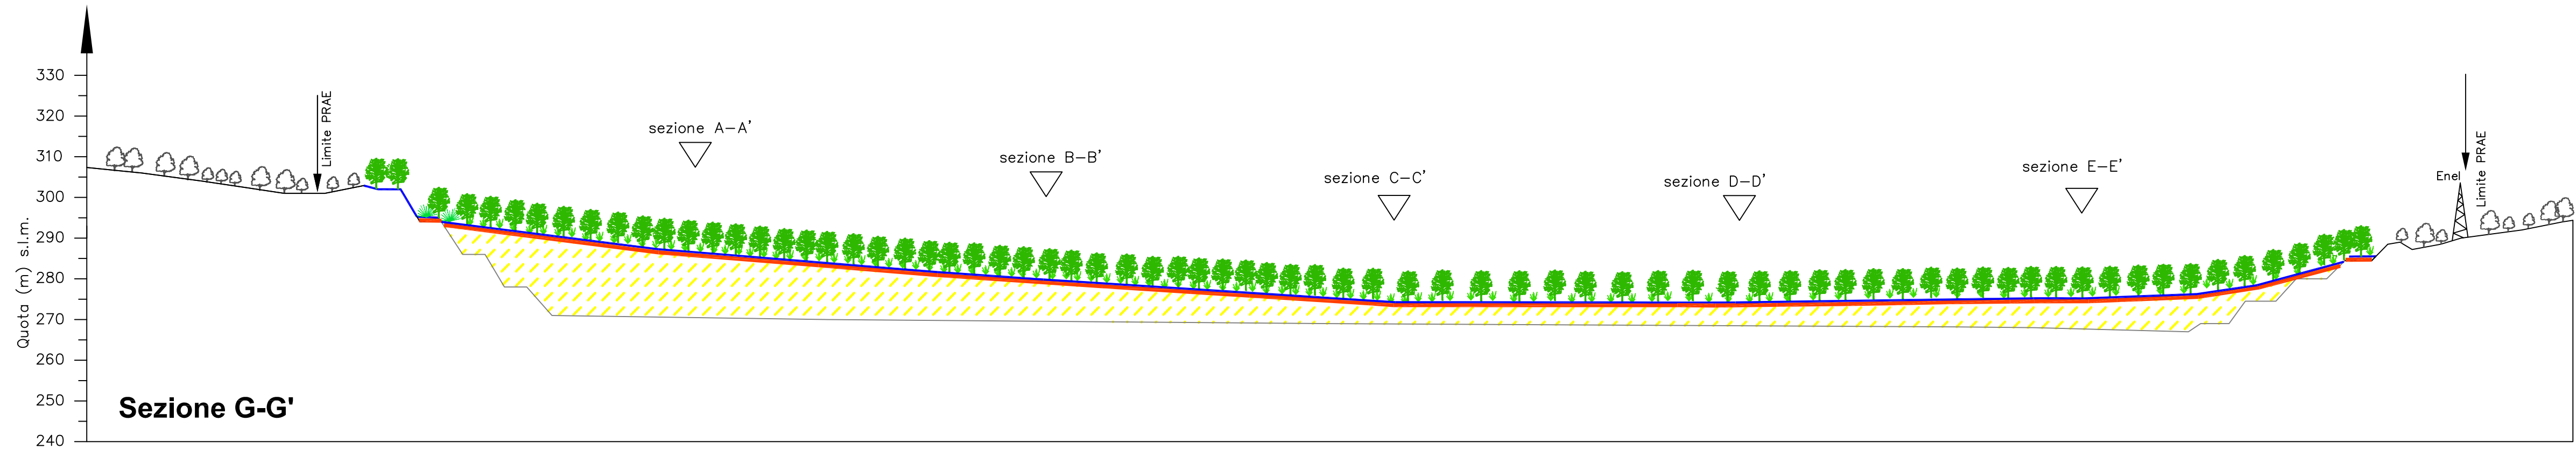 330
320
310
300
290
280
270
260
250
240
Quota (m) s.l.m.
Limite PRAE
sezione A-A'
sezione B-B'
sezione C-C'
sezione D-D'
sezione E-E'
Enel
Limite PRAE
Sezione G-G'